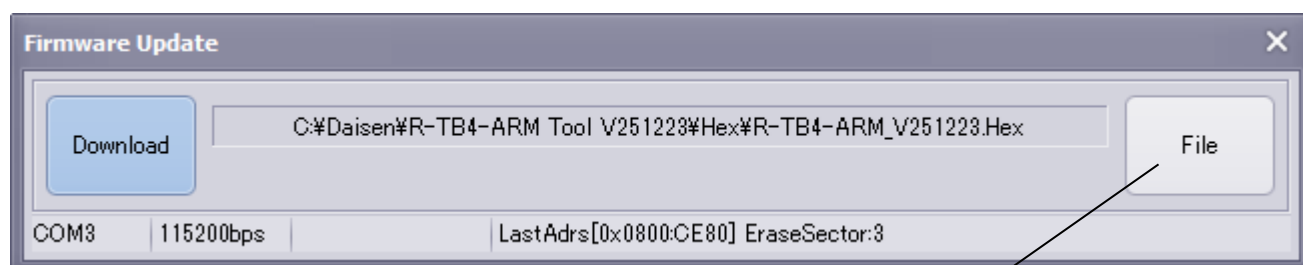 Firmware Update
Download
C:¥Daisen¥R-TB4-ARM Tool V251223¥Hex¥R-TB4-ARM_V251223.Hex
File
COM3 115200bps LastAdrs[0x0800:CE80] EraseSector:3